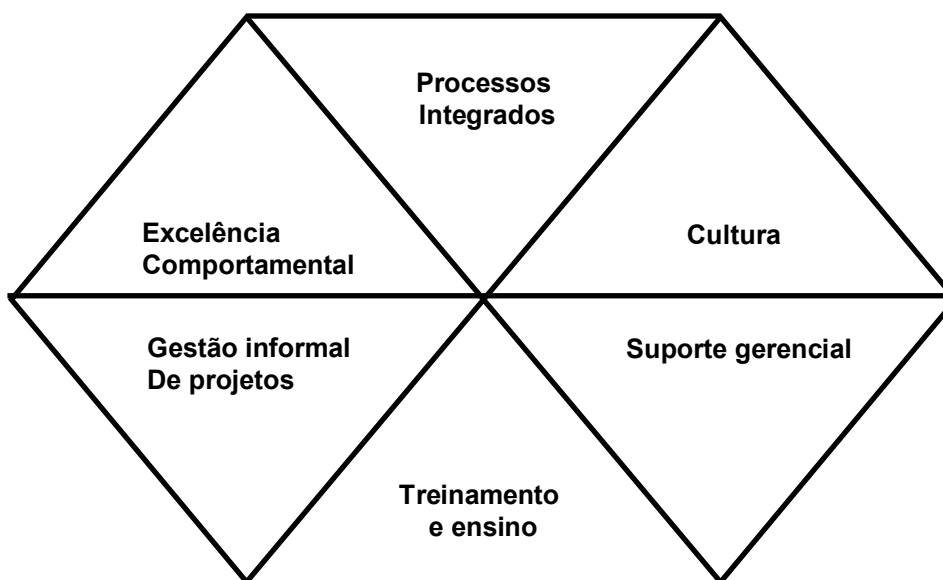 Processos
Integrados
Excelência
Comportamental
Cultura
Gestão informal
De projetos
Suporte gerencial
Treinamento
e ensino